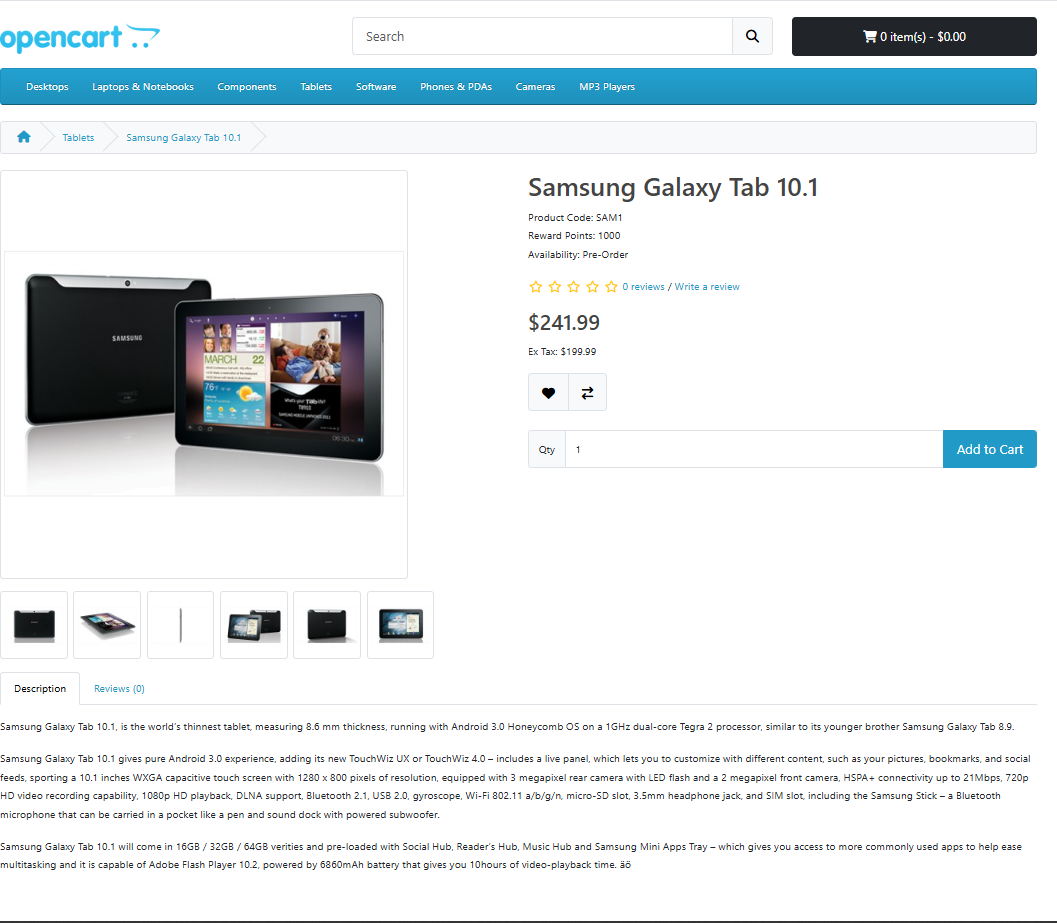 opencart
Search
0 item(s) - $0.00
Desktops Laptops & Notebooks Components Tablets Software Phones & PDAs Cameras MP3 Players
Tablets Samsung Galaxy Tab 10.1
Samsung Galaxy Tab 10.1
Product Code: SAM1
Reward Points: 1000
Availability: Pre-Order
0 reviews / Write a review
$241.99
Ex Tax: $199.99
Qty 1 Add to Cart
SAMSUNG
MARCH 22
Description Reviews (0)
Samsung Galaxy Tab 10.1, is the world's thinnest tablet, measuring 8.6 mm thickness, running with Android 3.0 Honeycomb OS on a 1GHz dual-core Tegra 2 processor, similar to its younger brother Samsung Galaxy Tab 8.9.
Samsung Galaxy Tab 10.1 gives pure Android 3.0 experience, adding its new TouchWiz UX or TouchWiz 4.0 – includes a live panel, which lets you to customize with different content, such as your pictures, bookmarks, and social
feeds, sporting a 10.1 inches WXGA capacitive touch screen with 1280 x 800 pixels of resolution, equipped with 3 megapixel rear camera with LED flash and a 2 megapixel front camera, HSPA+ connectivity up to 21Mbps, 720p
HD video recording capability, 1080p HD playback, DLNA support, Bluetooth 2.1, USB 2.0, gyroscope, Wi-Fi 802.11 a/b/g/n, micro-SD slot, 3.5mm headphone jack, and SIM slot, including the Samsung Stick – a Bluetooth
microphone that can be carried in a pocket like a pen and sound dock with powered subwoofer.
Samsung Galaxy Tab 10.1 will come in 16GB / 32GB / 64GB verities and pre-loaded with Social Hub, Reader's Hub, Music Hub and Samsung Mini Apps Tray – which gives you access to more commonly used apps to help ease
multitasking and it is capable of Adobe Flash Player 10.2, powered by 6860mAh battery that gives you 10hours of video-playback time. äö